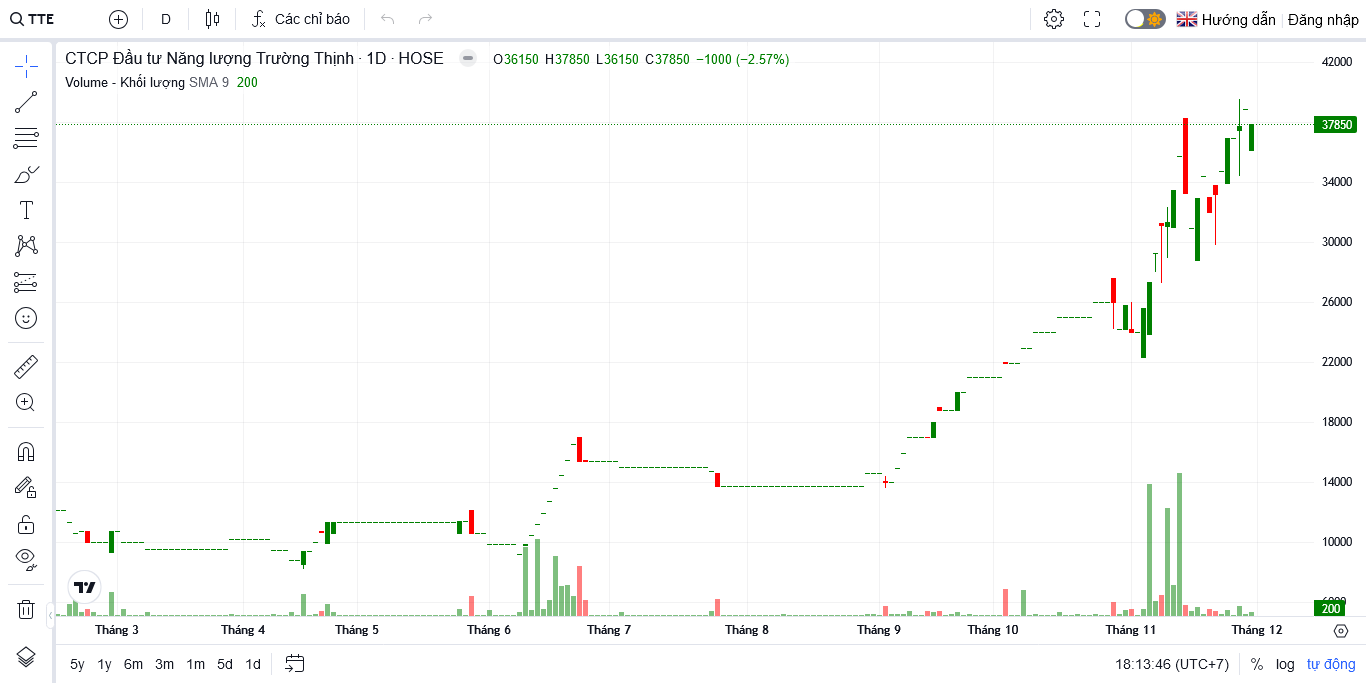 TTE D Các chỉ báo Hướng dẫn Đăng nhập
CTCP Đầu tư Năng lượng Trường Thịnh · 1D · HOSE O36150 H37850 L36150 C37850 −1000 (−2.57%)
Volume - Khối lượng SMA 9 200
42000
37850
34000
30000
26000
22000
18000
14000
10000
6000
200
Tháng 3 Tháng 4 Tháng 5 Tháng 6 Tháng 7 Tháng 8 Tháng 9 Tháng 10 Tháng 11 Tháng 12
5y 1y 6m 3m 1m 5d 1d 18:13:46 (UTC+7) % log tự động